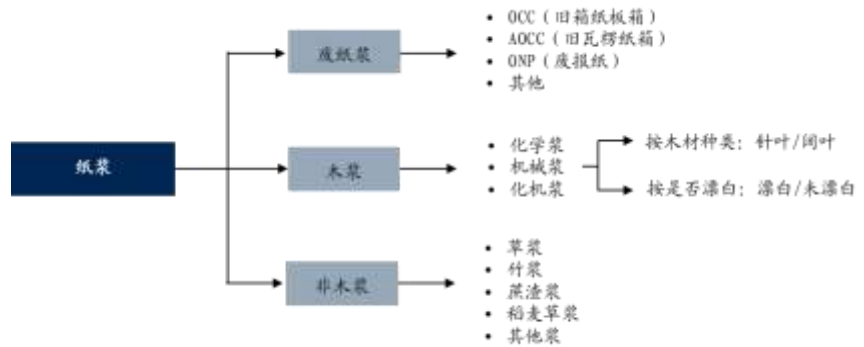 纸浆
废纸浆
• OCC（旧箱纸板箱）
• AOCC（旧瓦楞纸箱）
• ONP（废报纸）
• 其他
木浆
• 化学浆
• 机械浆
• 化机浆
按木材种类：针叶/阔叶
按是否漂白：漂白/未漂白
非木浆
• 草浆
• 竹浆
• 蔗渣浆
• 稻麦草浆
• 其他浆